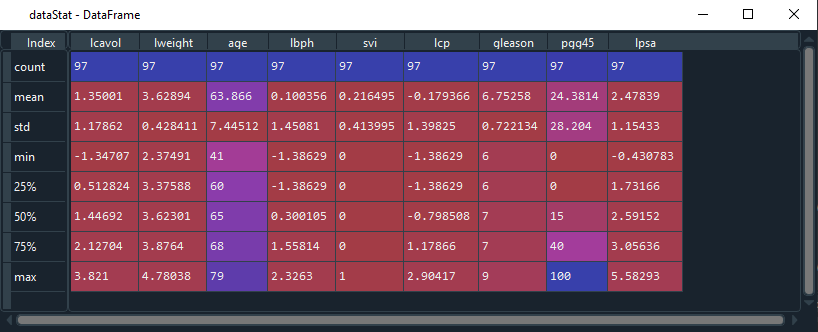 dataStat - DataFrame
Index lcavol lweight age lbph svi lcp gleason pgg45 lpsa
count 97 97 97 97 97 97 97 97 97
mean 1.35001 3.62894 63.866 0.100356 0.216495 -0.179366 6.75258 24.3814 2.47839
std 1.17862 0.428411 7.44512 1.45081 0.413995 1.39825 0.722134 28.204 1.15433
min -1.34707 2.37491 41 -1.38629 0 -1.38629 6 0 -0.430783
25% 0.512824 3.37588 60 -1.38629 0 -1.38629 6 0 1.73166
50% 1.44692 3.62301 65 0.300105 0 -0.798508 7 15 2.59152
75% 2.12704 3.8764 68 1.55814 0 1.17866 7 40 3.05636
max 3.821 4.78038 79 2.3263 1 2.90417 9 100 5.58293